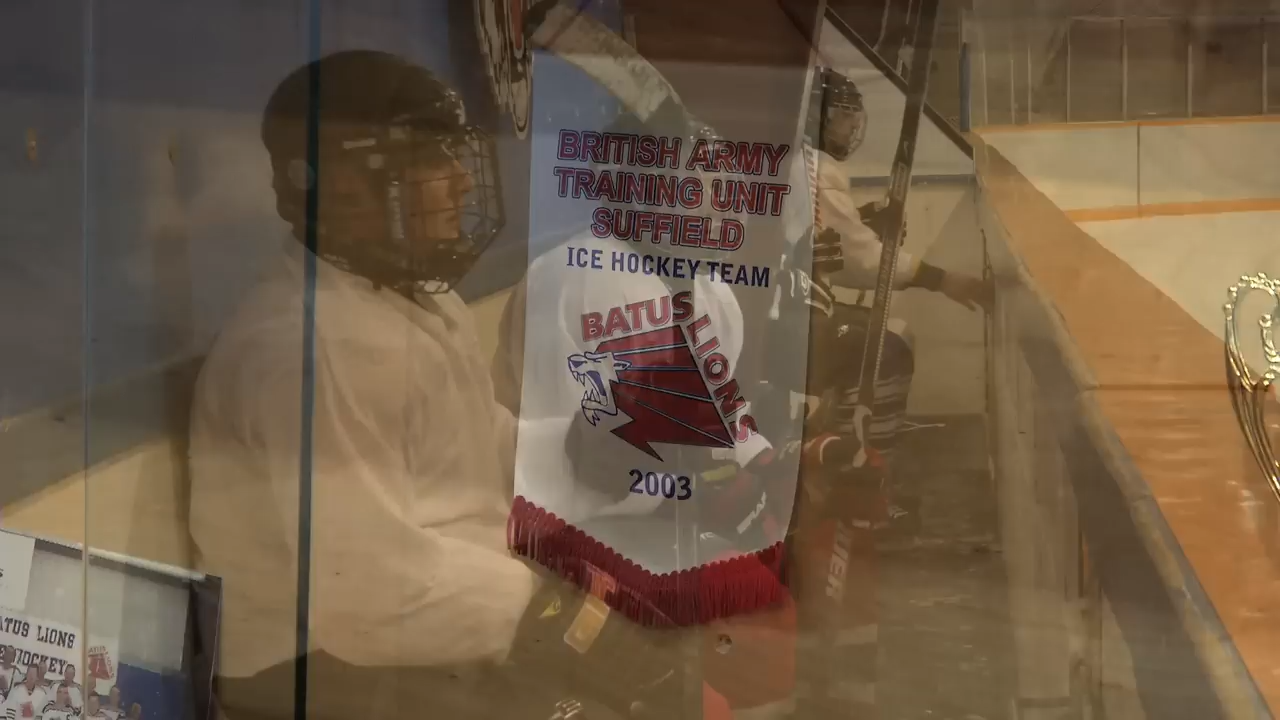 BRITISH ARMY
TRAINING UNIT
SUFFIELD
ICE HOCKEY TEAM
BATUS LIONS
2003
ATUS LIONS
HOCKEY